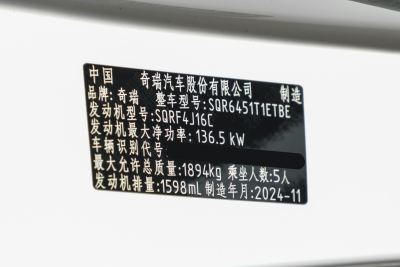 中国 奇瑞汽车股份有限公司 制造
品牌: 奇瑞 整车型号: SQR6451T1ETBE
发动机型号: SQRF4J16C
发动机最大净功率: 136.5 kW
车辆识别代号
最大允许总质量: 1894kg 乘坐人数: 5人
发动机排量: 1598mL 制造年月: 2024-11